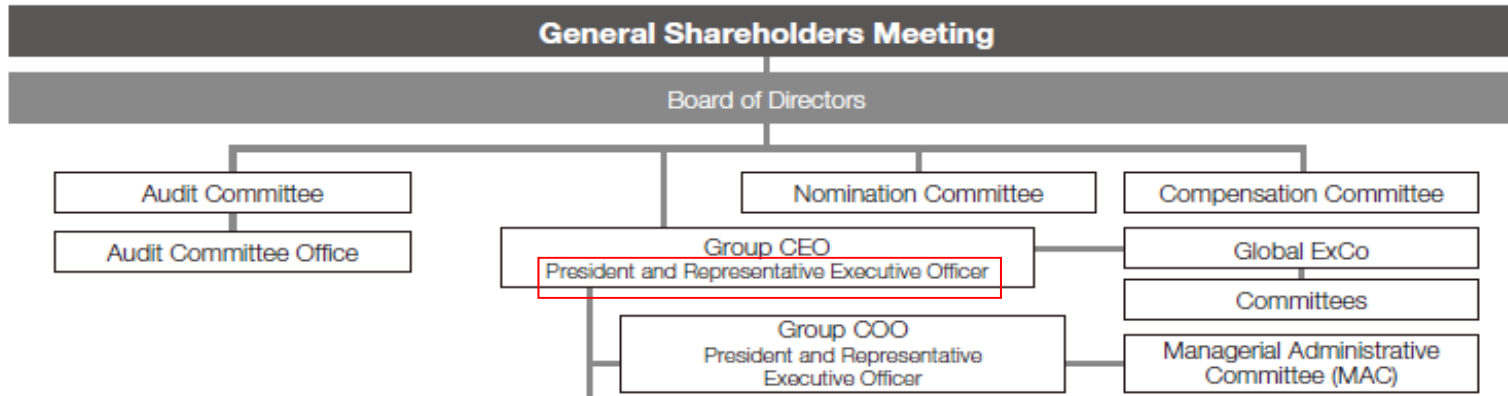 General Shareholders Meeting
Board of Directors
Audit Committee
Nomination Committee
Compensation Committee
Audit Committee Office
Group CEO
President and Representative Executive Officer
Global ExCo
Committees
Group COO
President and Representative
Executive Officer
Managerial Administrative
Committee (MAC)